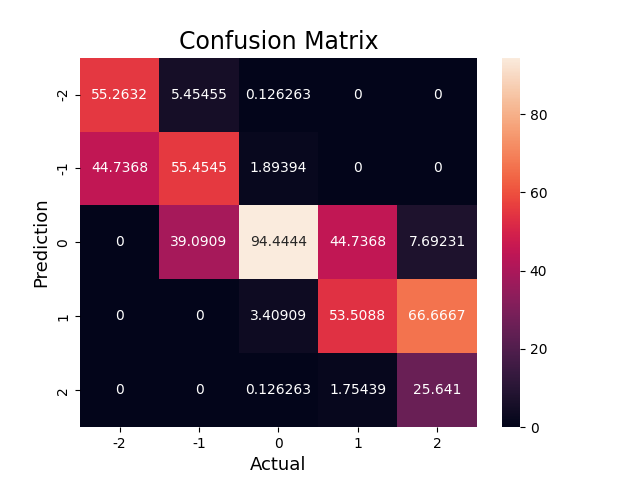 Confusion Matrix
-2 55.2632 5.45455 0.126263 0 0
-1 44.7368 55.4545 1.89394 0 0
0 0 39.0909 94.4444 44.7368 7.69231
1 0 0 3.40909 53.5088 66.6667
2 0 0 0.126263 1.75439 25.641
-2 -1 0 1 2
Actual
Prediction
80
60
40
20
0